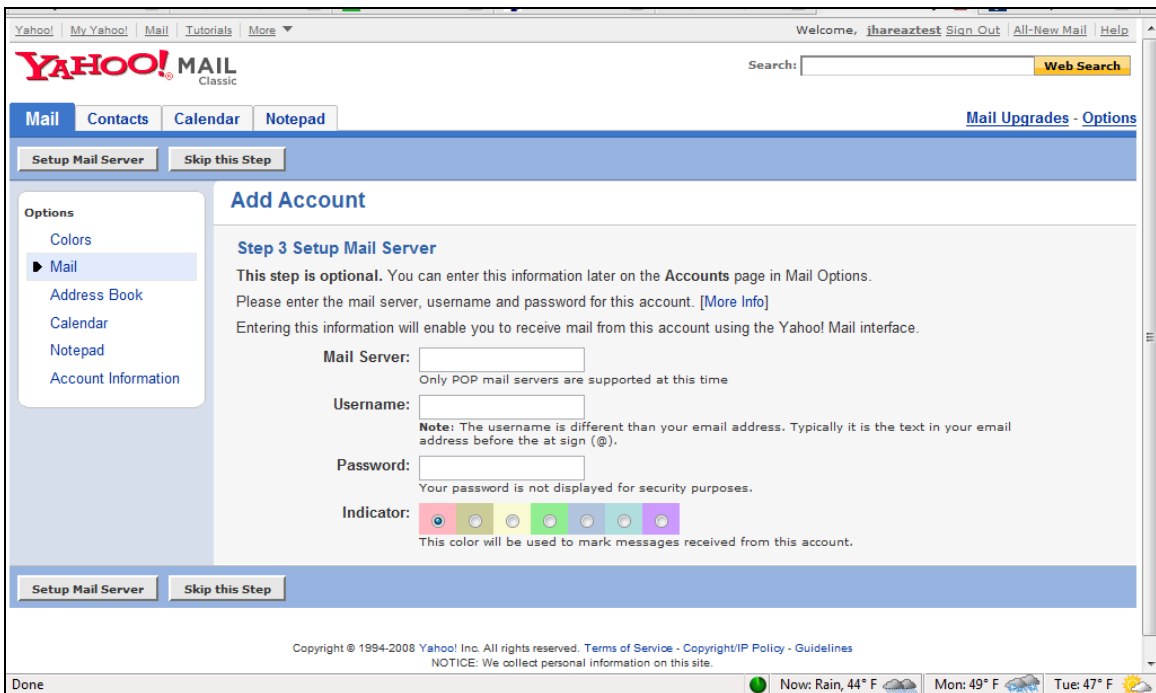 Yahoo! My Yahoo! Mail Tutorials More Welcome, jhareaztest Sign Out All-New Mail Help
YAHOO! MAIL
Classic
Search: Web Search
Mail Contacts Calendar Notepad Mail Upgrades - Options
Setup Mail Server Skip this Step
Options
Colors
Mail
Address Book
Calendar
Notepad
Account Information
Add Account
Step 3 Setup Mail Server
This step is optional. You can enter this information later on the Accounts page in Mail Options.
Please enter the mail server, username and password for this account. [More Info]
Entering this information will enable you to receive mail from this account using the Yahoo! Mail interface.
Mail Server:
Only POP mail servers are supported at this time
Username:
Note: The username is different than your email address. Typically it is the text in your email
address before the at sign (@).
Password:
Your password is not displayed for security purposes.
Indicator:
This color will be used to mark messages received from this account.
Setup Mail Server Skip this Step
Copyright © 1994-2008 Yahoo! Inc. All rights reserved. Terms of Service - Copyright/IP Policy - Guidelines
NOTICE: We collect personal information on this site.
Done Now: Rain, 44° F Mon: 49° F Tue: 47° F